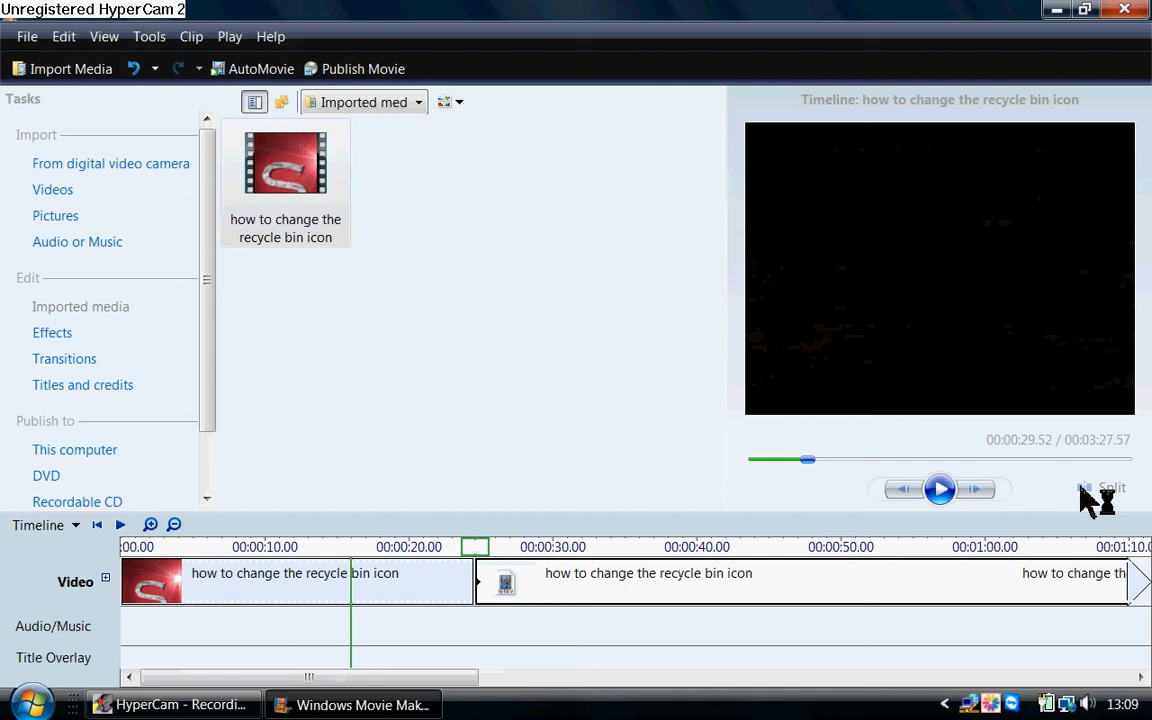 Unregistered HyperCam 2
File Edit View Tools Clip Play Help
Import Media AutoMovie Publish Movie
Tasks
Imported med
Timeline: how to change the recycle bin icon
Import
From digital video camera
Videos
Pictures
Audio or Music
how to change the
recycle bin icon
Edit
Imported media
Effects
Transitions
Titles and credits
Publish to
This computer
DVD
Recordable CD
00:00:29.52 / 00:03:27.57
Split
Timeline
:00.00 00:00:10.00 00:00:20.00 00:00:30.00 00:00:40.00 00:00:50.00 00:01:00.00 00:01:10.0
Video how to change the recycle bin icon how to change the recycle bin icon how to change th
Audio/Music
Title Overlay
HyperCam - Recordi... Windows Movie Mak... 13:09